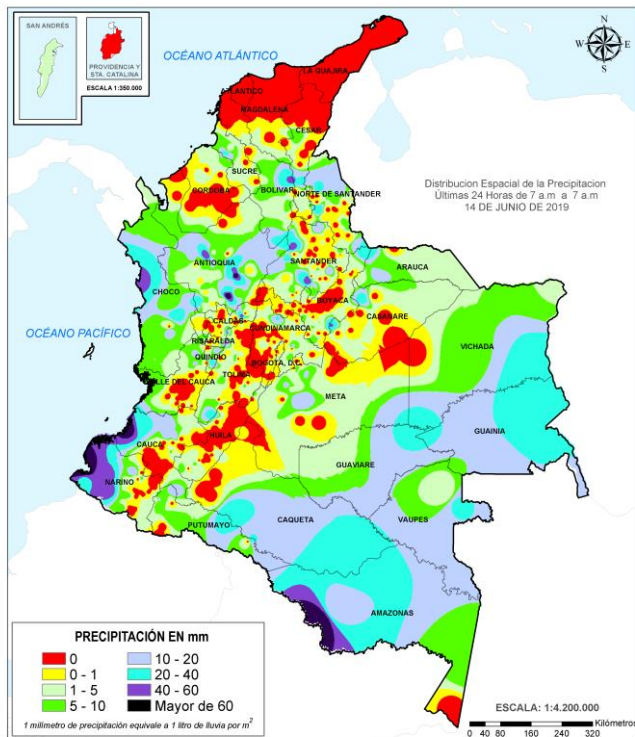 SAN ANDRÉS
PROVIDENCIA Y
STA. CATALINA
ESCALA 1:350.000
OCÉANO ATLÁNTICO
N
W E
S
LA GUAJIRA
ATLANTICO
MAGDALENA
CESAR
SUCRE
CORDOBA
BOLIVAR
NORTE DE SANTANDER
Distribucion Espacial de la Precipitacion
Últimas 24 Horas de 7 a.m a 7 a.m
14 DE JUNIO DE 2019
ANTIOQUIA
SANTANDER
ARAUCA
CHOCO
BOYACA
CASANARE
CALDAS
CUNDINAMARCA
OCÉANO PACÍFICO
RISARALDA
VICHADA
QUINDIO
BOGOTA, D.C.
TOLIMA
VALLE DEL CAUCA
META
GUAINIA
HUILA
CAUCA
GUAVIARE
NARIÑO
CAQUETA
VAUPES
PUTUMAYO
AMAZONAS
PRECIPITACIÓN EN mm
0 10 - 20
0 - 1 20 - 40
1 - 5 40 - 60
5 - 10 Mayor de 60
1 milimetro de precipitación equivale a 1 litro de lluvia por m2
ESCALA: 1:4.200.000
Kilómetros
0 40 80 160 240 320